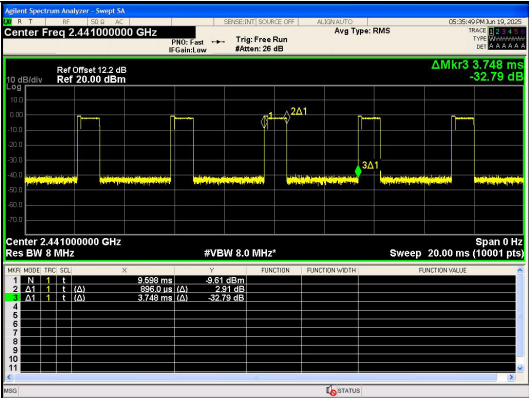 Agilent Spectrum Analyzer - Swept SA
RL RF 50 Ω AC SENSE:INT SOURCE OFF ALIGNAUTO 05:35:49 PM Jun 19, 2025
Center Freq 2.441000000 GHz
PNO: Fast
IFGain:Low
Trig: Free Run
#Atten: 26 dB
Avg Type: RMS
TRACE 1 2 3 4 5 6
TYPE
DET A A A A A A
ΔMkr3 3.748 ms
-32.79 dB
Ref Offset 12.2 dB
10 dB/div Ref 20.00 dBm
Log
10.0
0.00
-10.0
-20.0
-30.0
-40.0
-50.0
-60.0
-70.0
1
2Δ1
3Δ1
Center 2.441000000 GHz Span 0 Hz
Res BW 8 MHz #VBW 8.0 MHz* Sweep 20.00 ms (10001 pts)
MKR MODE TRC SCL X Y FUNCTION FUNCTION WIDTH FUNCTION VALUE
1 N 1 t 9.598 ms -9.61 dBm
2 Δ1 1 t (Δ) 896.0 us (Δ) 2.91 dB
3 Δ1 1 t (Δ) 3.748 ms (Δ) -32.79 dB
4
5
6
7
8
9
10
11
MSG STATUS